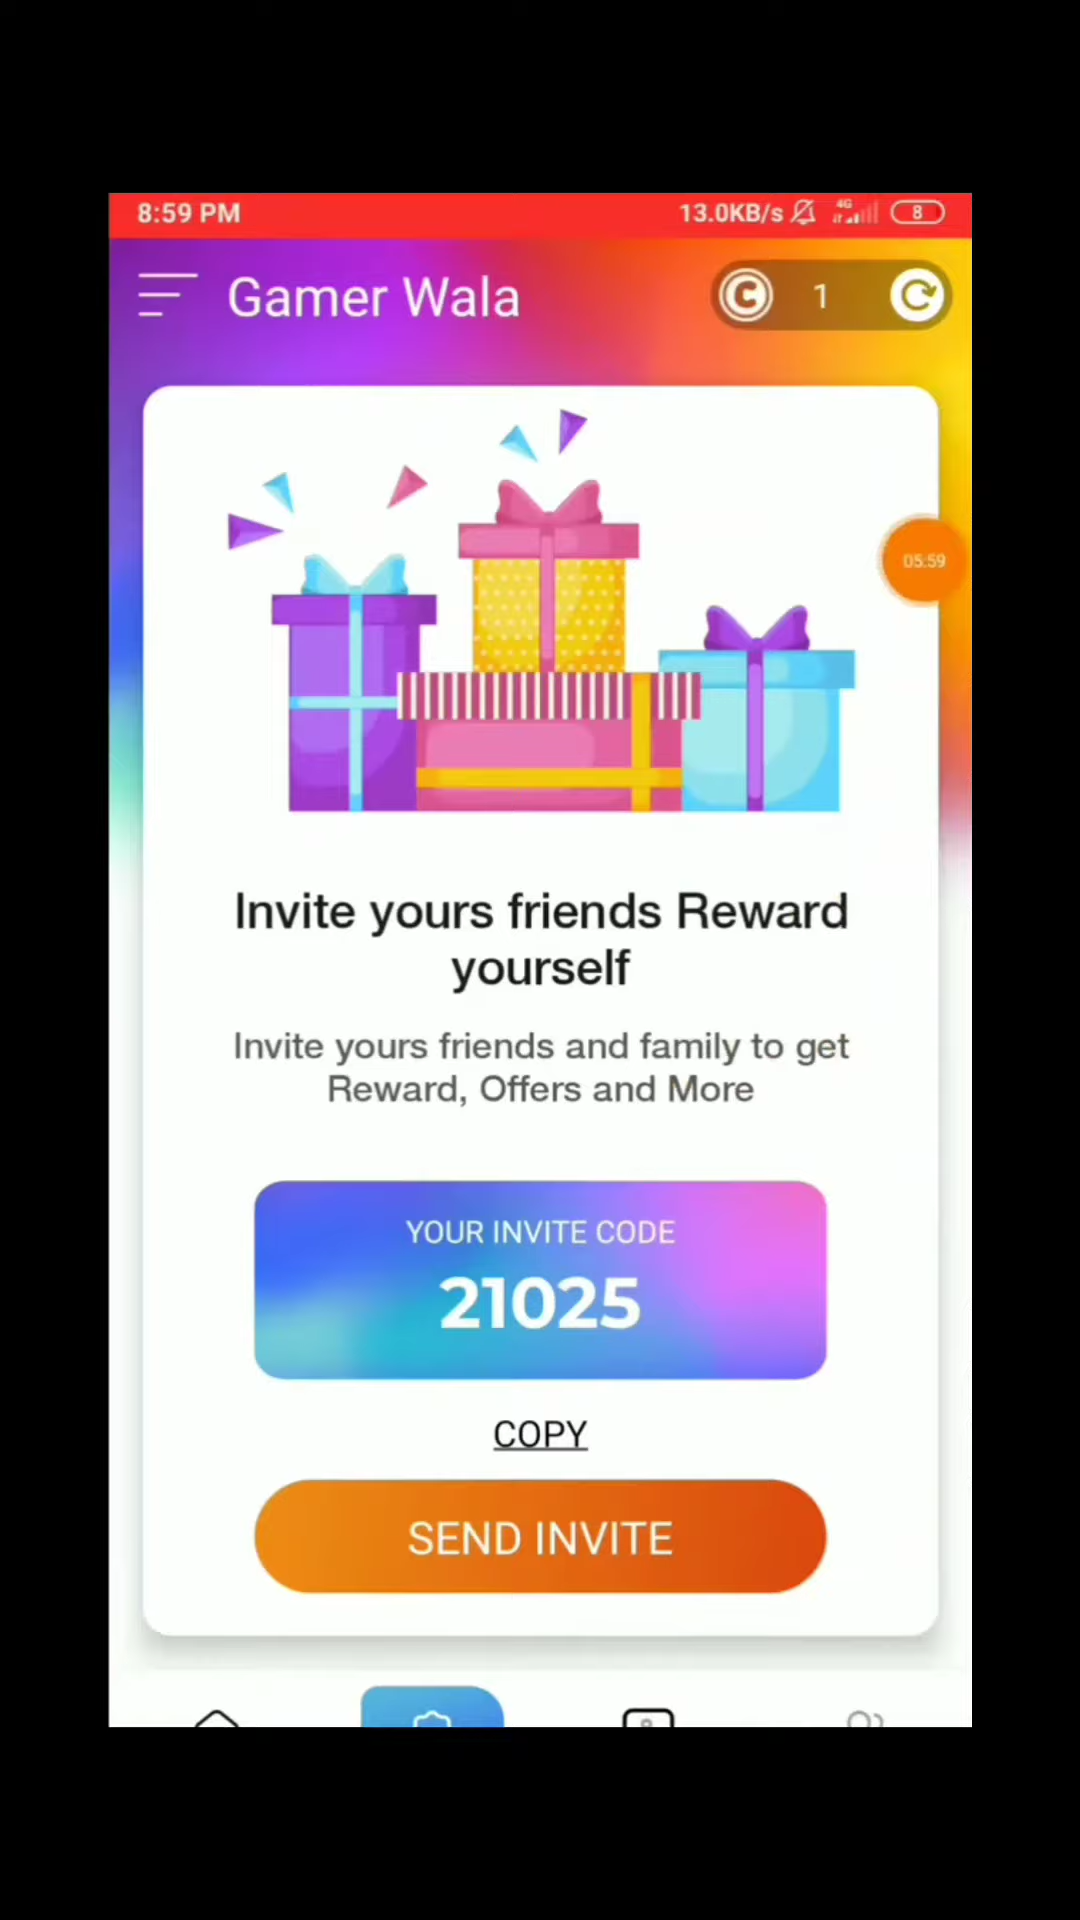 8:59 PM 13.0KB/s 4G 8
Gamer Wala 1
05:59
Invite yours friends Reward
yourself
Invite yours friends and family to get
Reward, Offers and More
YOUR INVITE CODE
21025
COPY
SEND INVITE